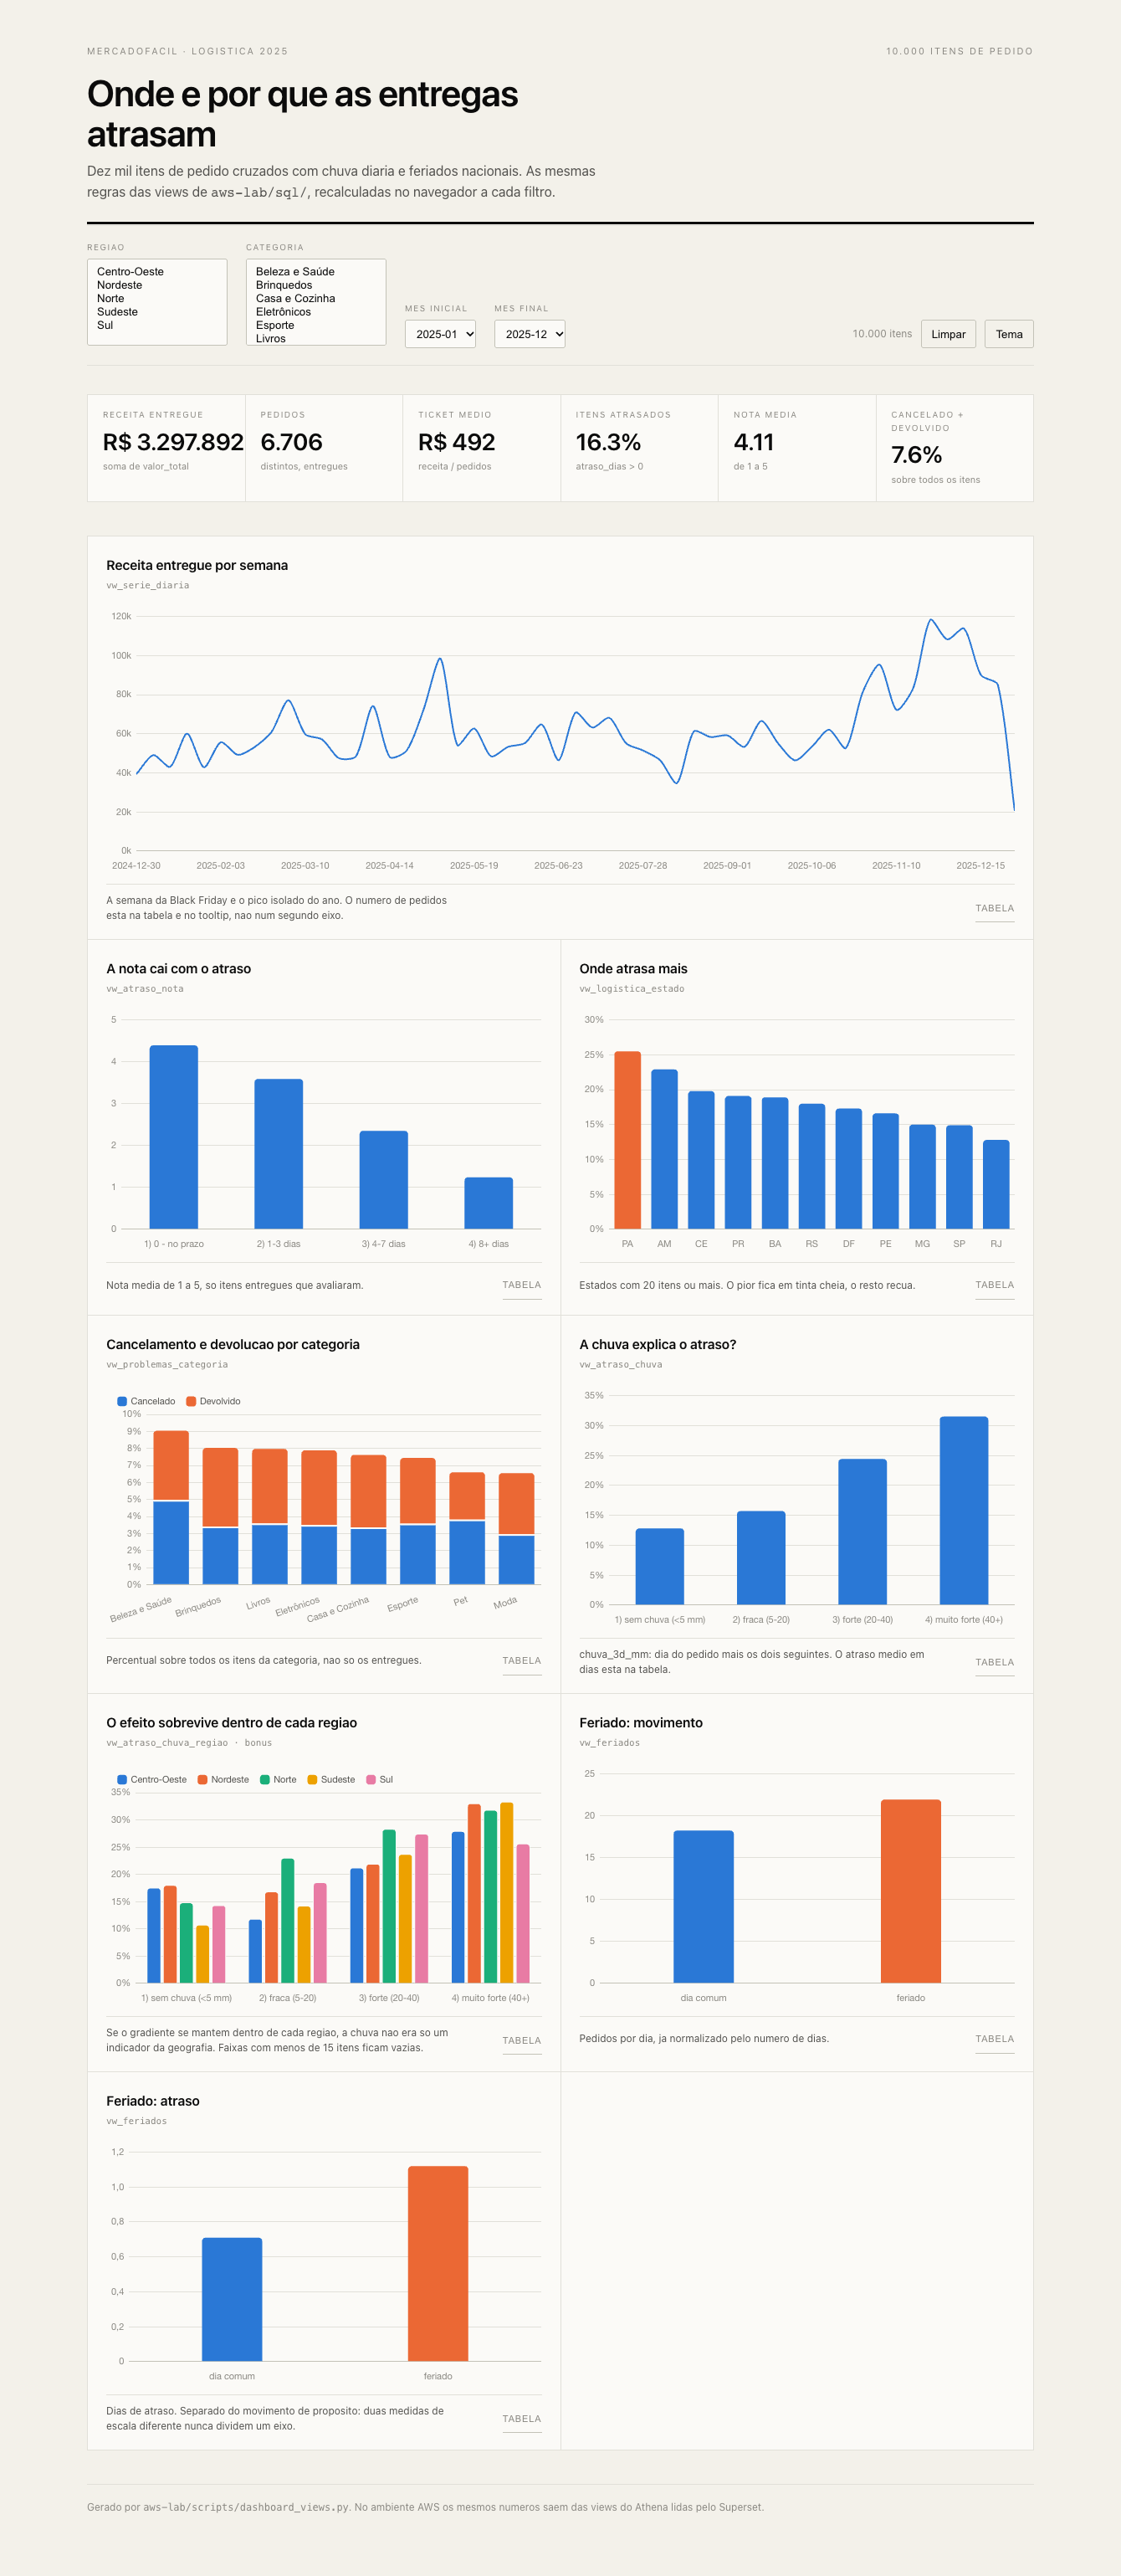 MERCADOFACIL · LOGISTICA 2025
10.000 ITENS DE PEDIDO
Onde e por que as entregas
atrasam
Dez mil itens de pedido cruzados com chuva diaria e feriados nacionais. As mesmas
regras das views de aws-lab/sql/, recalculadas no navegador a cada filtro.
REGIAO
Centro-Oeste
Nordeste
Norte
Sudeste
Sul
CATEGORIA
Beleza e Saúde
Brinquedos
Casa e Cozinha
Eletrônicos
Esporte
Livros
MES INICIAL
2025-01
MES FINAL
2025-12
10.000 itens
Limpar
Tema
RECEITA ENTREGUE
R$ 3.297.892
soma de valor_total
PEDIDOS
6.706
distintos, entregues
TICKET MEDIO
R$ 492
receita / pedidos
ITENS ATRASADOS
16.3%
atraso_dias > 0
NOTA MEDIA
4.11
de 1 a 5
CANCELADO +
DEVOLVIDO
7.6%
sobre todos os itens
Receita entregue por semana
vw_serie_diaria
120k
100k
80k
60k
40k
20k
0k
2024-12-30 2025-02-03 2025-03-10 2025-04-14 2025-05-19 2025-06-23 2025-07-28 2025-09-01 2025-10-06 2025-11-10 2025-12-15
A semana da Black Friday e o pico isolado do ano. O numero de pedidos
esta na tabela e no tooltip, nao num segundo eixo.
TABELA
A nota cai com o atraso
vw_atraso_nota
5
4
3
2
1
0
1) 0 - no prazo 2) 1-3 dias 3) 4-7 dias 4) 8+ dias
Nota media de 1 a 5, so itens entregues que avaliaram.
TABELA
Onde atrasa mais
vw_logistica_estado
30%
25%
20%
15%
10%
5%
0%
PA AM CE PR BA RS DF PE MG SP RJ
Estados com 20 itens ou mais. O pior fica em tinta cheia, o resto recua.
TABELA
Cancelamento e devolucao por categoria
vw_problemas_categoria
Cancelado Devolvido
10%
9%
8%
7%
6%
5%
4%
3%
2%
1%
0%
Beleza e Saúde Brinquedos Livros Eletrônicos Casa e Cozinha Esporte Pet Moda
Percentual sobre todos os itens da categoria, nao so os entregues.
TABELA
A chuva explica o atraso?
vw_atraso_chuva
35%
30%
25%
20%
15%
10%
5%
0%
1) sem chuva (<5 mm) 2) fraca (5-20) 3) forte (20-40) 4) muito forte (40+)
chuva_3d_mm: dia do pedido mais os dois seguintes. O atraso medio em
dias esta na tabela.
TABELA
O efeito sobrevive dentro de cada regiao
vw_atraso_chuva_regiao · bonus
Centro-Oeste Nordeste Norte Sudeste Sul
35%
30%
25%
20%
15%
10%
5%
0%
1) sem chuva (<5 mm) 2) fraca (5-20) 3) forte (20-40) 4) muito forte (40+)
Se o gradiente se mantem dentro de cada regiao, a chuva nao era so um
indicador da geografia. Faixas com menos de 15 itens ficam vazias.
TABELA
Feriado: movimento
vw_feriados
25
20
15
10
5
0
dia comum feriado
Pedidos por dia, ja normalizado pelo numero de dias.
TABELA
Feriado: atraso
vw_feriados
1,2
1,0
0,8
0,6
0,4
0,2
0
dia comum feriado
Dias de atraso. Separado do movimento de proposito: duas medidas de
escala diferente nunca dividem um eixo.
TABELA
Gerado por aws-lab/scripts/dashboard_views.py. No ambiente AWS os mesmos numeros saem das views do Athena lidas pelo Superset.